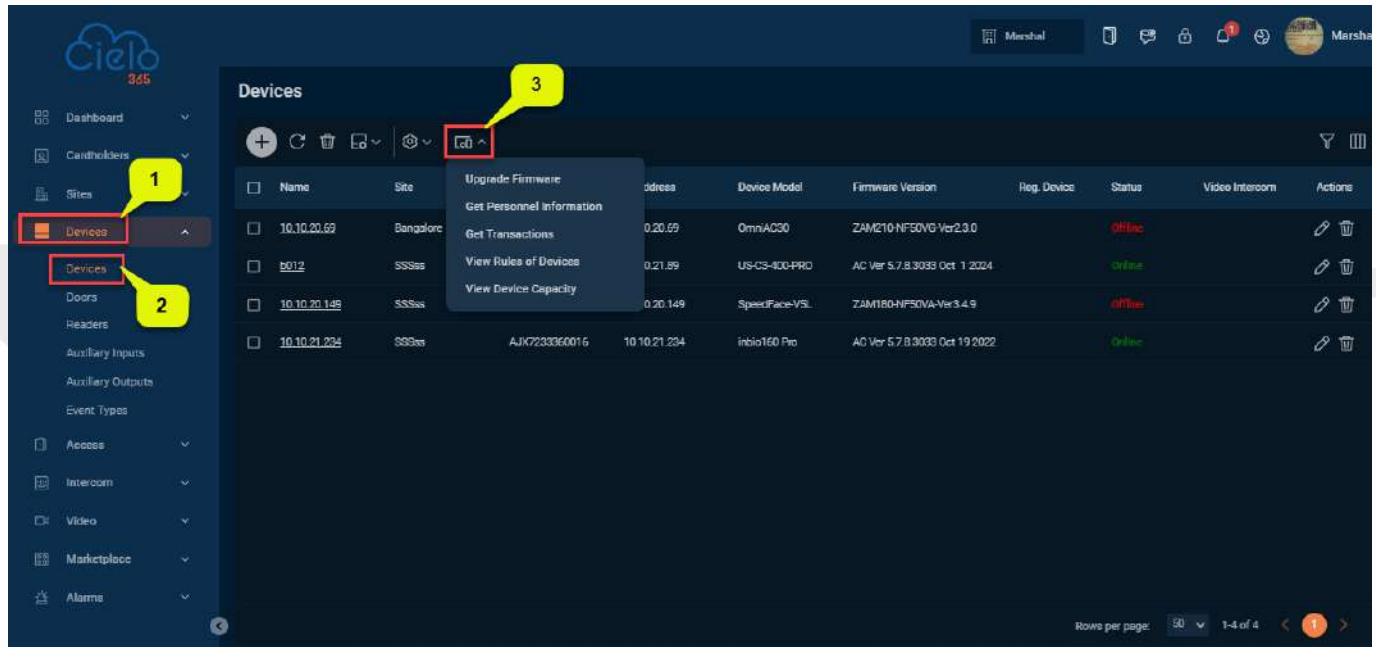 Cielo
365
Marshal
1
Marsha
Devices
3
Dashboard
Cardholders
Sites
1
Devices
Devices
2
Doors
Readers
Auxiliary Inputs
Auxiliary Outputs
Event Types
Access
Intercom
Video
Marketplace
Alarms
Upgrade Firmware
Get Personnel Information
Get Transactions
View Rules of Devices
View Device Capacity
Name Site ddress Device Model Firmware Version Reg. Device Status Video Intercom Actions
10.10.20.69 Bangalore 0.20.69 OmniAC30 ZAM210-NF50VG-Ver2.3.0 Offline
b012 SSSss 0.21.89 US-C3-400-PRO AC Ver 5.7.8.3033 Oct 1 2024 Online
10.10.20.149 SSSss 0.20.149 SpeedFace-V5L ZAM180-NF50VA-Ver3.4.9 Offline
10.10.21.234 SSSss AJX7233360016 10.10.21.234 inbio160 Pro AC Ver 5.7.8.3033 Oct 19 2022 Online
Rows per page: 50 1-4 of 4 1